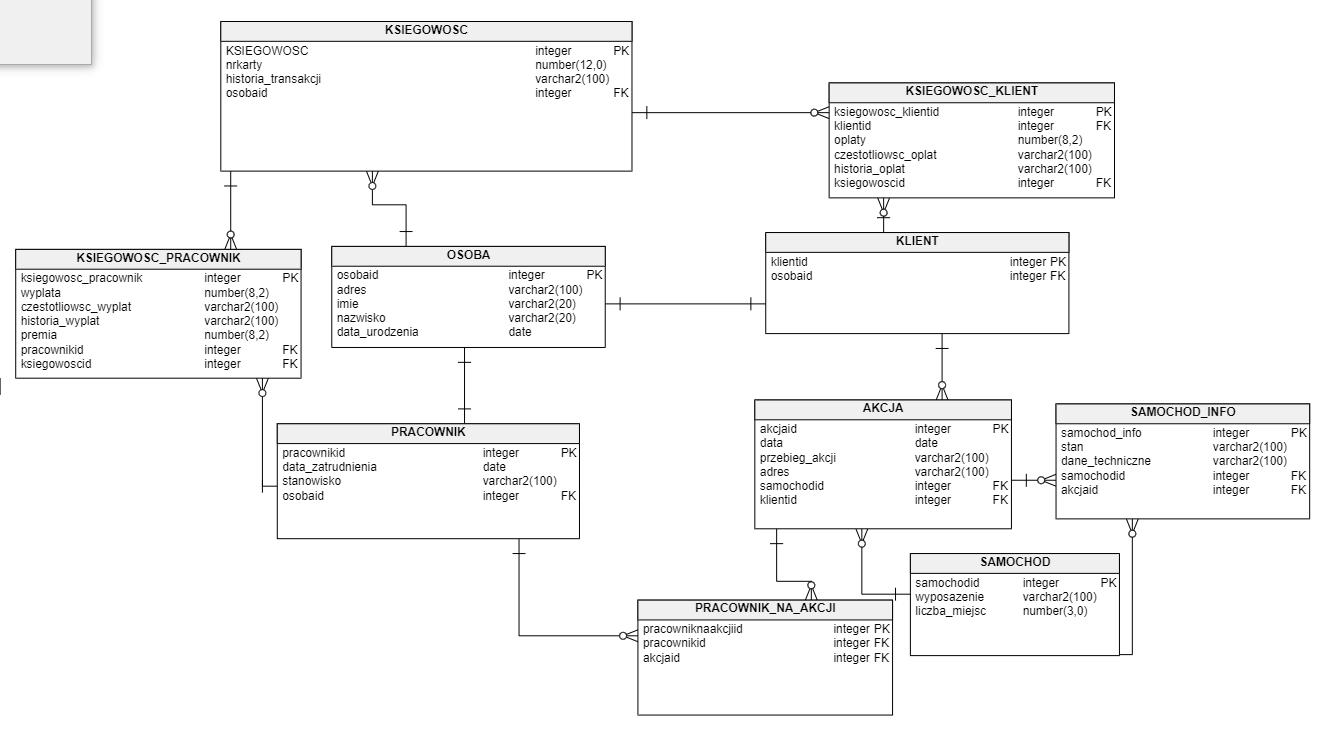 KSIEGOWOSC
KSIEGOWOSC integer PK
nrkarty number(12,0)
historia_transakcji varchar2(100)
osobaid integer FK
KSIEGOWOSC_KLIENT
ksiegowosc_klientid integer PK
klientid integer FK
oplaty number(8,2)
czestotliowsc_oplat varchar2(100)
historia_oplat varchar2(100)
ksiegowoscid integer FK
KSIEGOWOSC_PRACOWNIK
ksiegowosc_pracownik integer PK
wyplata number(8,2)
czestotliowsc_wyplat varchar2(100)
historia_wyplat varchar2(100)
premia number(8,2)
pracownikid integer FK
ksiegowoscid integer FK
OSOBA
osobaid integer PK
adres varchar2(100)
imie varchar2(20)
nazwisko varchar2(20)
data_urodzenia date
KLIENT
klientid integer PK
osobaid integer FK
PRACOWNIK
pracownikid integer PK
data_zatrudnienia date
stanowisko varchar2(100)
osobaid integer FK
AKCJA
akcjaid integer PK
data date
przebieg_akcji varchar2(100)
adres varchar2(100)
samochodid integer FK
klientid integer FK
SAMOCHOD_INFO
samochod_info integer PK
stan varchar2(100)
dane_techniczne varchar2(100)
samochodid integer FK
akcjaid integer FK
SAMOCHOD
samochodid integer PK
wyposazenie varchar2(100)
liczba_miejsc number(3,0)
PRACOWNIK_NA_AKCJI
pracowniknaakcjiid integer PK
pracownikid integer FK
akcjaid integer FK